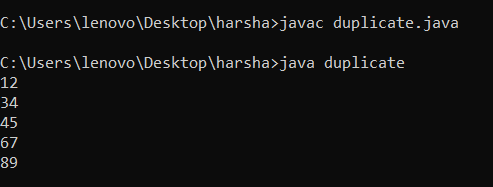 C:\Users\lenovo\Desktop\harsha>javac duplicate.java
C:\Users\lenovo\Desktop\harsha>java duplicate
12
34
45
67
89